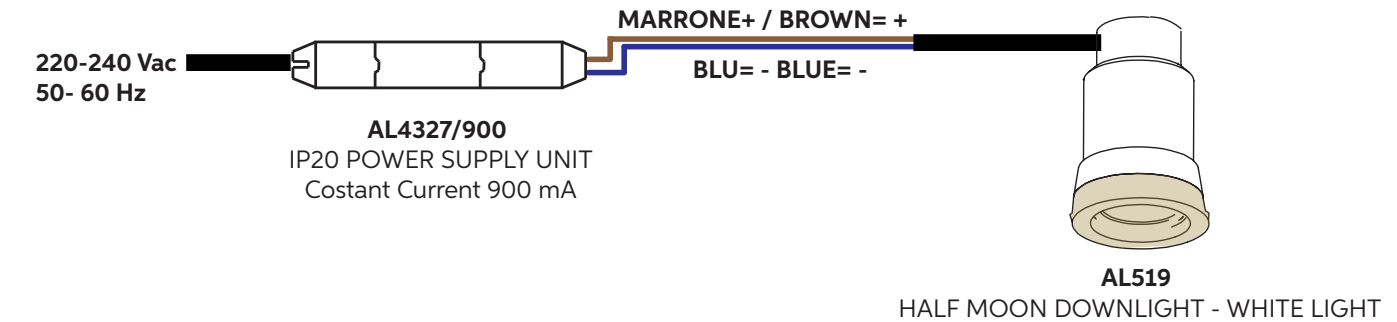 MARRONE+ / BROWN= +
220-240 Vac
50- 60 Hz
BLU= - BLUE= -
AL4327/900
IP20 POWER SUPPLY UNIT
Costant Current 900 mA
AL519
HALF MOON DOWNLIGHT - WHITE LIGHT